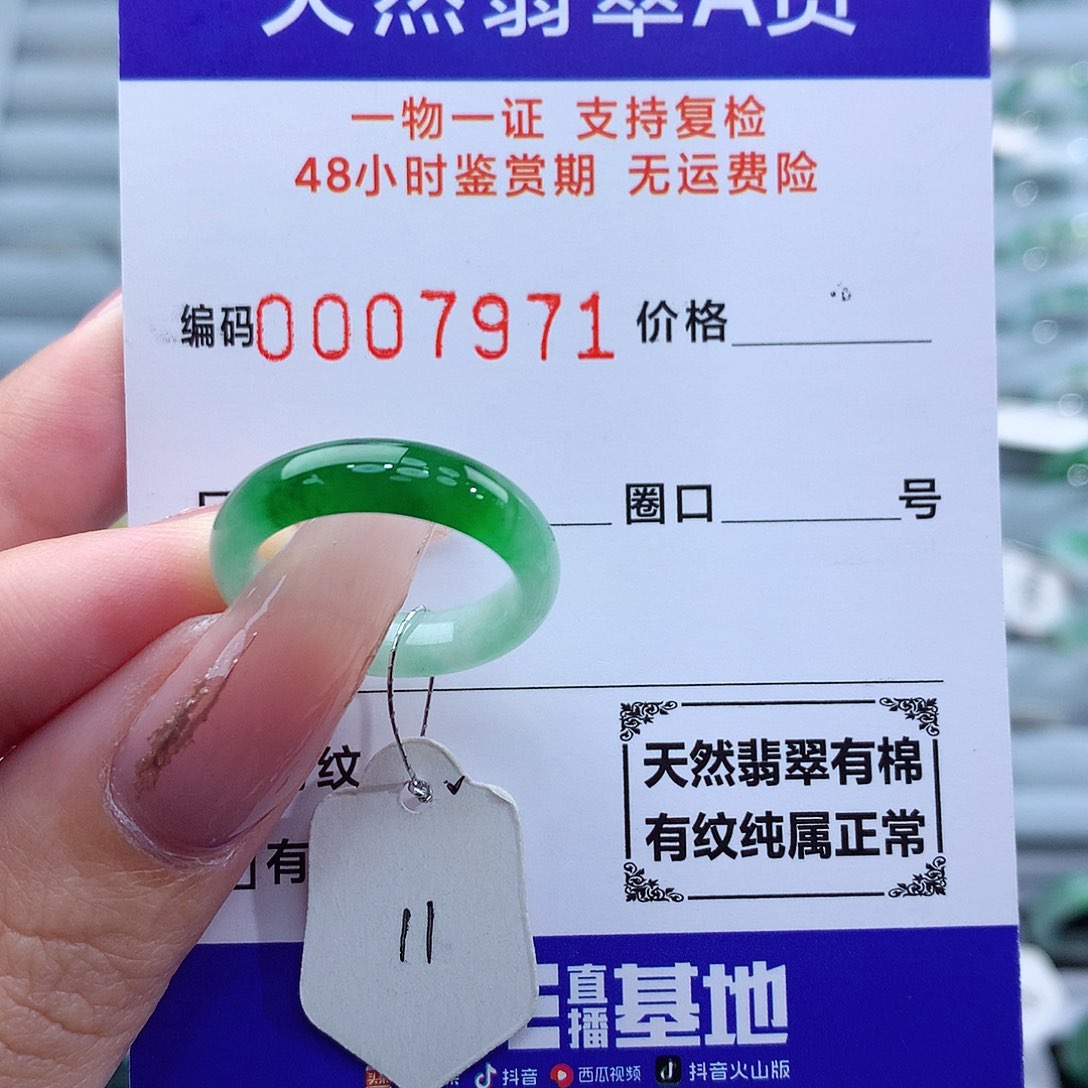 天然翡翠A货
一物一证 支持复检
48小时鉴赏期 无运费险
编码0007971 价格
圈口 号
纹
天然翡翠有棉
有纹纯属正常
有
11
直播基地
抖音 西瓜视频 抖音火山版